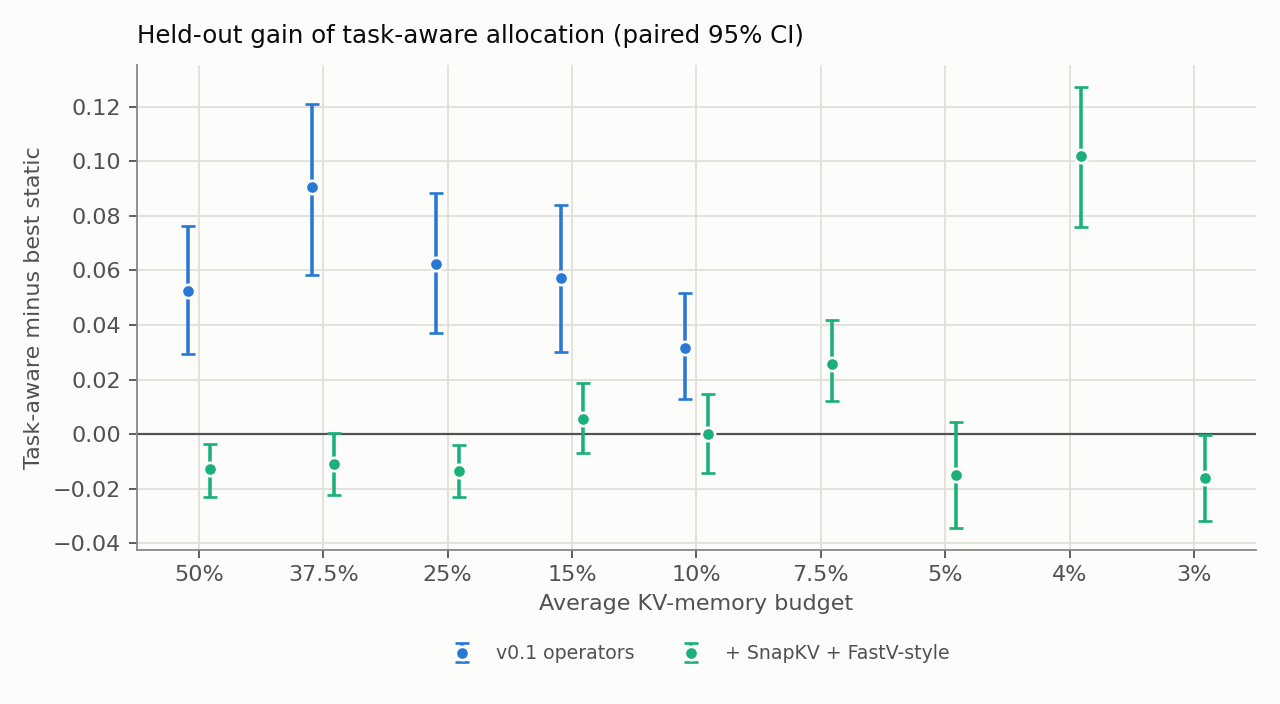 Held-out gain of task-aware allocation (paired 95% CI)
Task-aware minus best static
0.12
0.10
0.08
0.06
0.04
0.02
0.00
−0.02
−0.04
50% 37.5% 25% 15% 10% 7.5% 5% 4% 3%
Average KV-memory budget
v0.1 operators + SnapKV + FastV-style